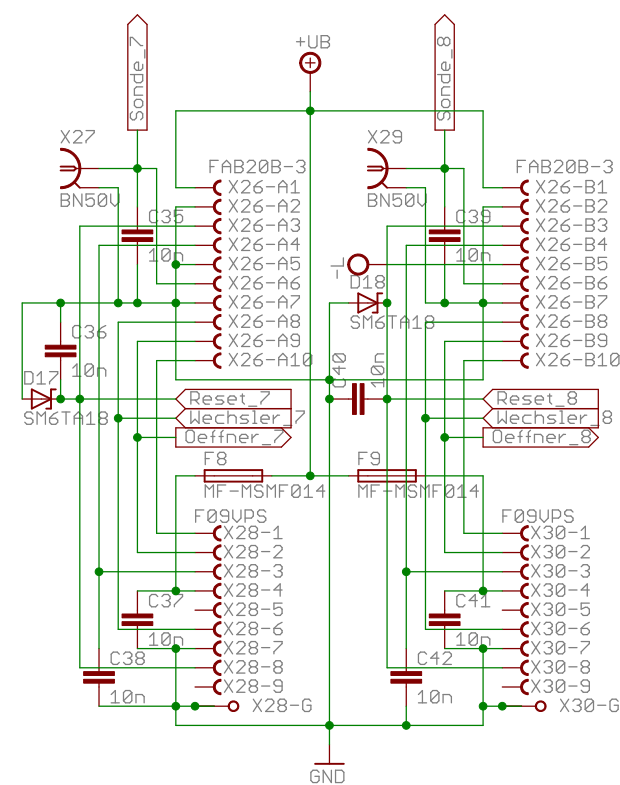 +UB
Sonde_7
Sonde_8
X27
X29
FAB20B-3
FAB20B-3
BN50V
BN50V
X26-A1
X26-A2
X26-A3
X26-A4
X26-A5
X26-A6
X26-A7
X26-A8
X26-A9
X26-A10
X26-B1
X26-B2
X26-B3
X26-B4
X26-B5
X26-B6
X26-B7
X26-B8
X26-B9
X26-B10
C35
10n
C39
10n
-L
D18
SM6TA18
C36
10n
D17
SM6TA18
C40
10n
Reset_7
Wechsler_7
Oeffner_7
Reset_8
Wechsler_8
Oeffner_8
F8
MF-MSMF014
F9
MF-MSMF014
F09VPS
X28-1
X28-2
X28-3
X28-4
X28-5
X28-6
X28-7
X28-8
X28-9
X28-G
F09VPS
X30-1
X30-2
X30-3
X30-4
X30-5
X30-6
X30-7
X30-8
X30-9
X30-G
C37
10n
C38
10n
C41
10n
C42
10n
GND